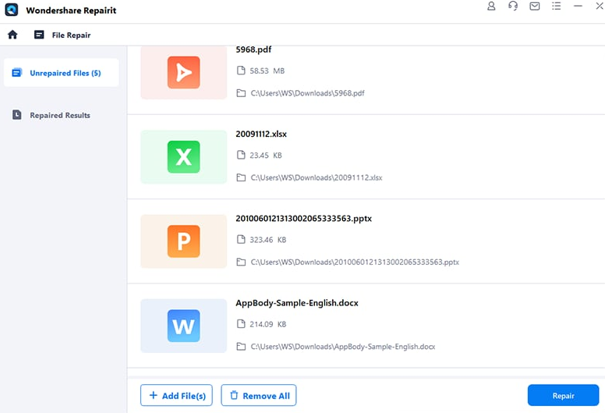 Wondershare Repairit
File Repair
Unrepaired Files (5)
Repaired Results
5968.pdf
58.53 MB
C:\Users\WS\Downloads\5968.pdf
X
20091112.xlsx
23.45 KB
C:\Users\WS\Downloads\20091112.xlsx
P
2010060121313002065333563.pptx
323.46 KB
C:\Users\WS\Downloads\2010060121313002065333563.pptx
W
AppBody-Sample-English.docx
214.09 KB
C:\Users\WS\Downloads\AppBody-Sample-English.docx
+ Add File(s)
Remove All
Repair